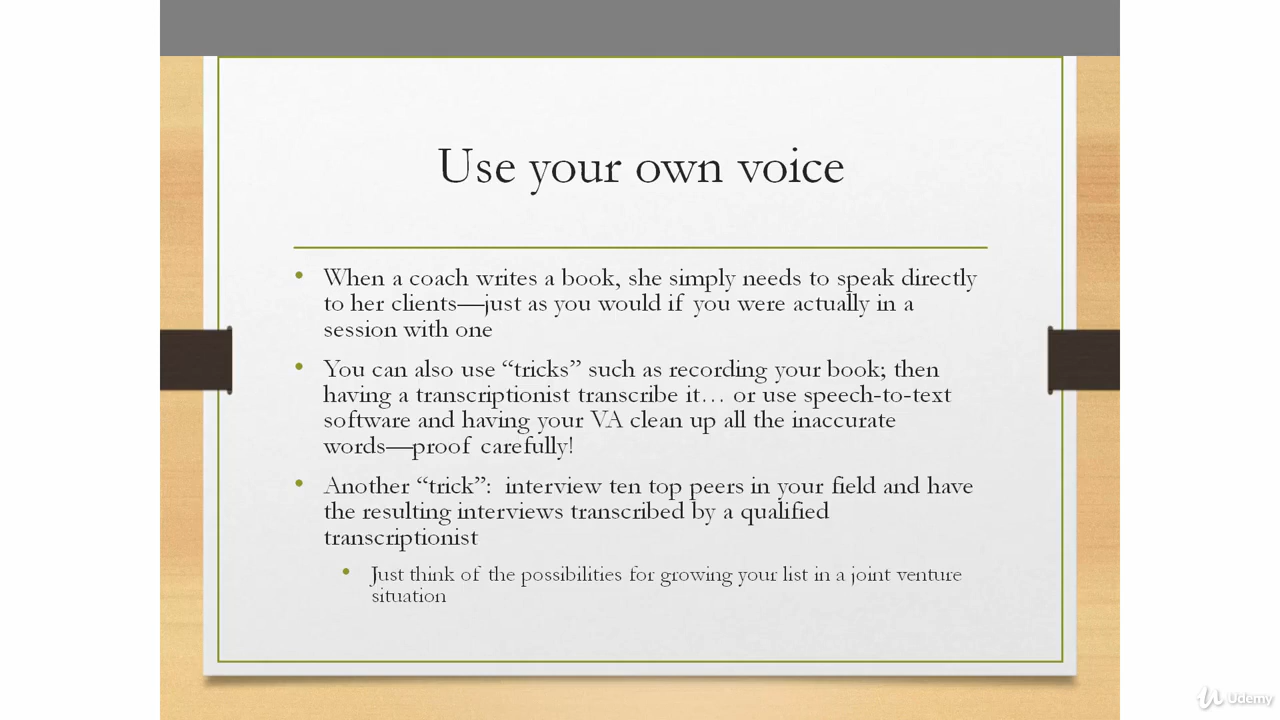 Use your own voice
• When a coach writes a book, she simply needs to speak directly
to her clients—just as you would if you were actually in a
session with one
• You can also use “tricks” such as recording your book; then
having a transcriptionist transcribe it… or use speech-to-text
software and having your VA clean up all the inaccurate
words—proof carefully!
• Another “trick”:  interview ten top peers in your field and have
the resulting interviews transcribed by a qualified
transcriptionist
• Just think of the possibilities for growing your list in a joint venture
situation
Udemy